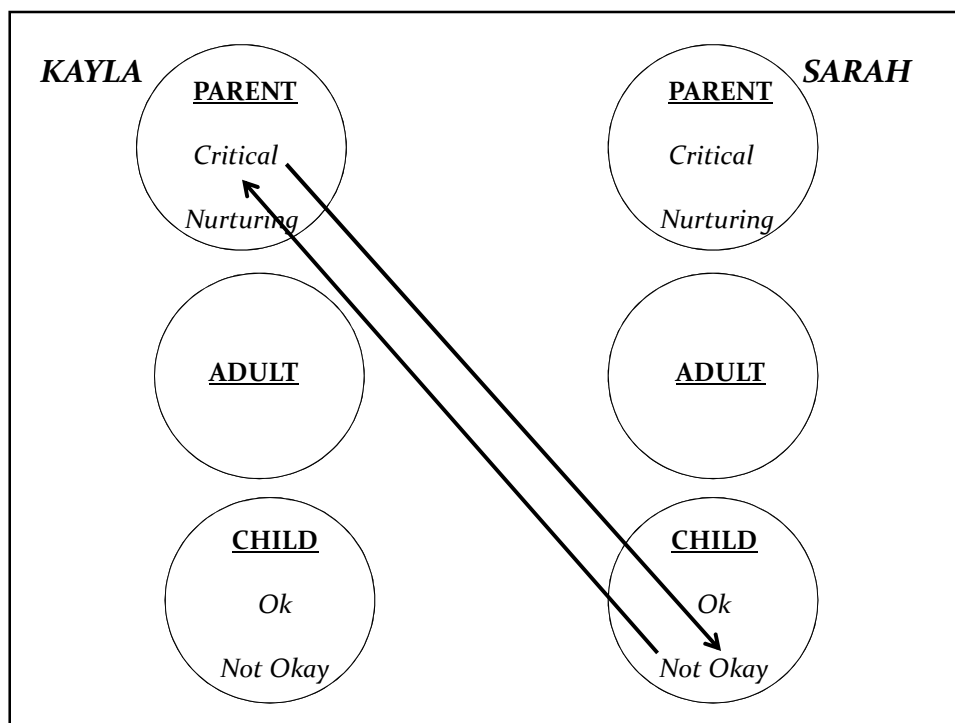 KAYLA
PARENT
Critical
Nurturing
ADULT
CHILD
Ok
Not Okay
SARAH
PARENT
Critical
Nurturing
ADULT
CHILD
Ok
Not Okay